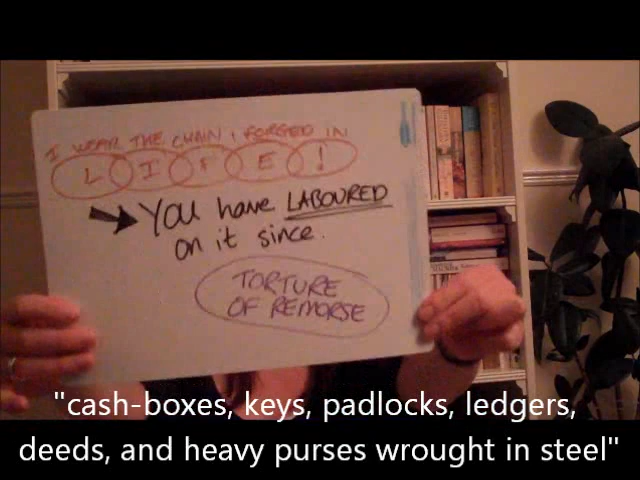 I WEAR THE CHAIN I FORGED IN
L I F E !
You have LABOURED
on it since.
TORTURE
OF REMORSE
"cash-boxes, keys, padlocks, ledgers,
deeds, and heavy purses wrought in steel"